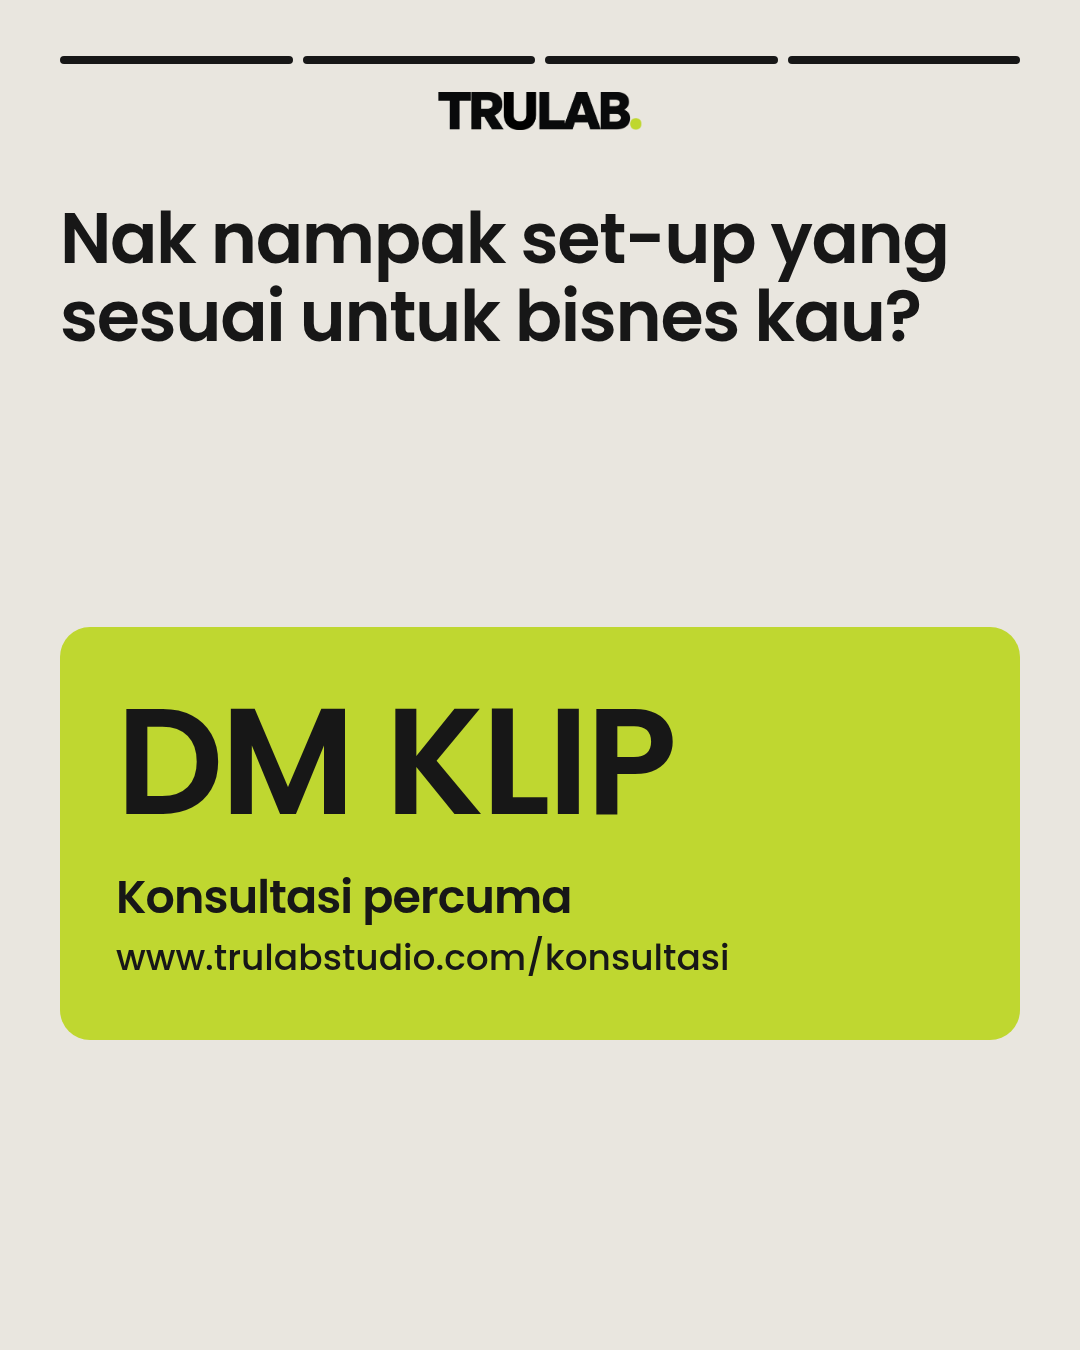 TRULAB.
Nak nampak set-up yang
sesuai untuk bisnes kau?
DM KLIP
Konsultasi percuma
www.trulabstudio.com/konsultasi